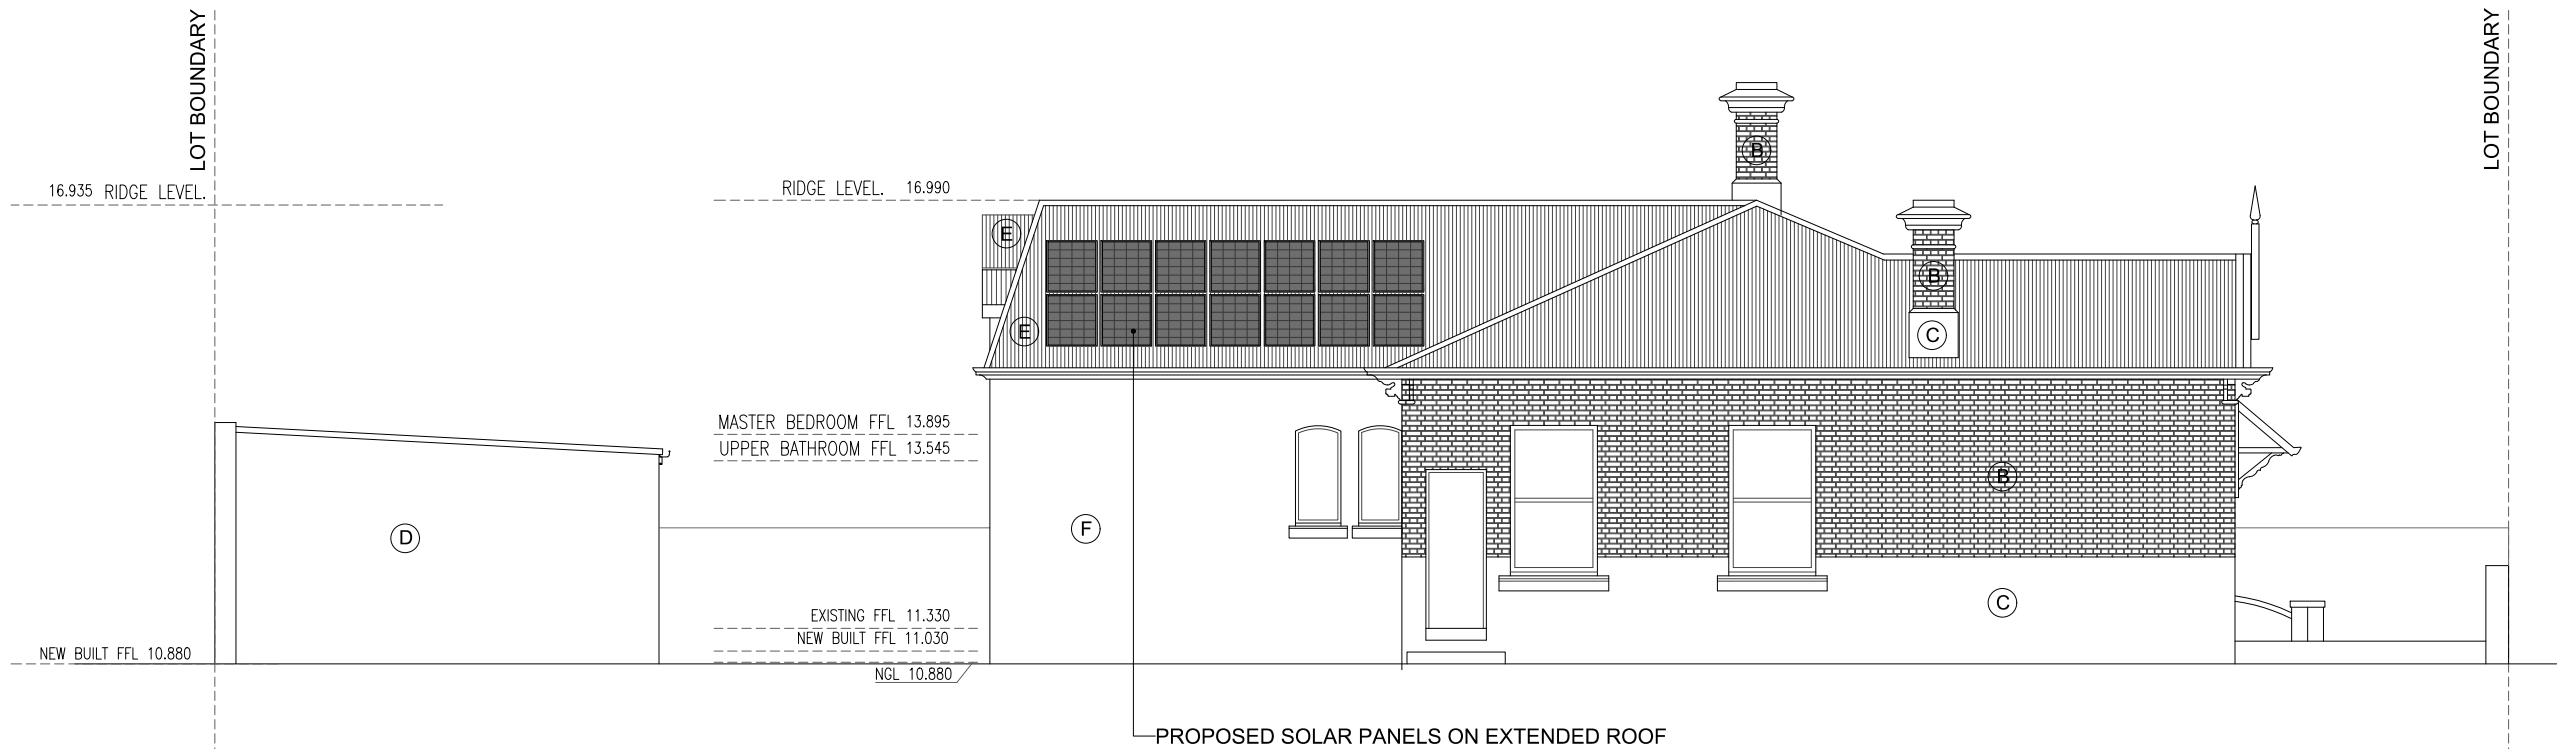 LOT BOUNDARY
LOT BOUNDARY
B
16.935 RIDGE LEVEL.
RIDGE LEVEL. 16.990
E
B
E
C
MASTER BEDROOM FFL 13.895
UPPER BATHROOM FFL 13.545
B
F
D
C
EXISTING FFL 11.330
NEW BUILT FFL 11.030
NEW BUILT FFL 10.880
NGL 10.880
PROPOSED SOLAR PANELS ON EXTENDED ROOF